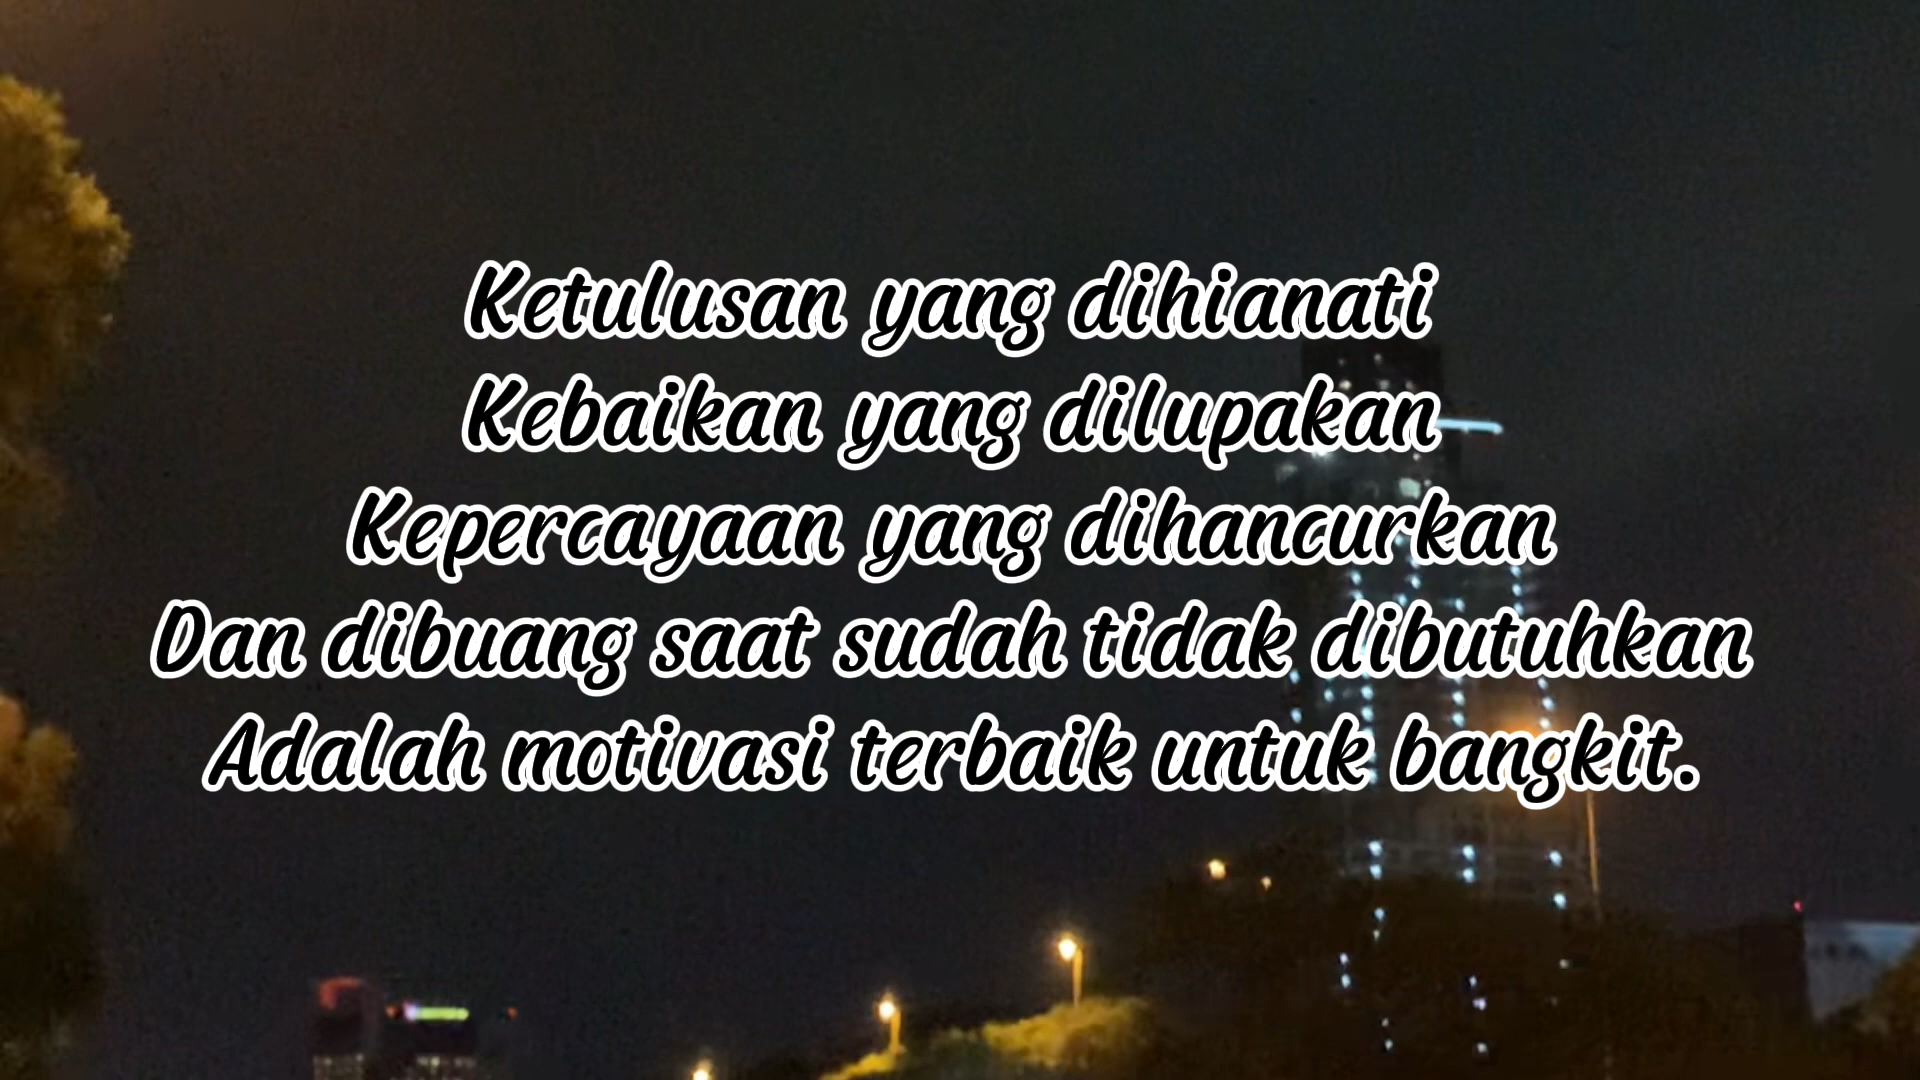 Ketulusan yang dihianati
Kebaikan yang dilupakan
Kepercayaan yang dihancurkan
Dan dibuang saat sudah tidak dibutuhkan
Adalah motivasi terbaik untuk bangkit.